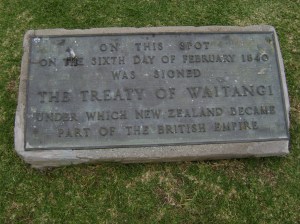 ON THIS SPOT
ON THE SIXTH DAY OF FEBRUARY 1840
WAS SIGNED
THE TREATY OF WAITANGI
UNDER WHICH NEW ZEALAND BECAME
PART OF THE BRITISH EMPIRE